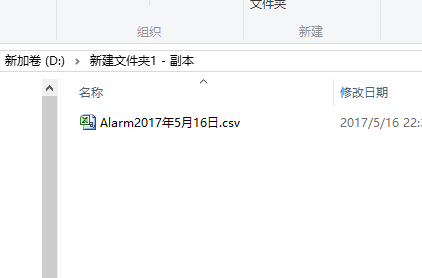 文件夹
组织
新建
新加卷 (D:) > 新建文件夹1 - 副本
名称
修改日期
Alarm2017年5月16日.csv
2017/5/16 22: